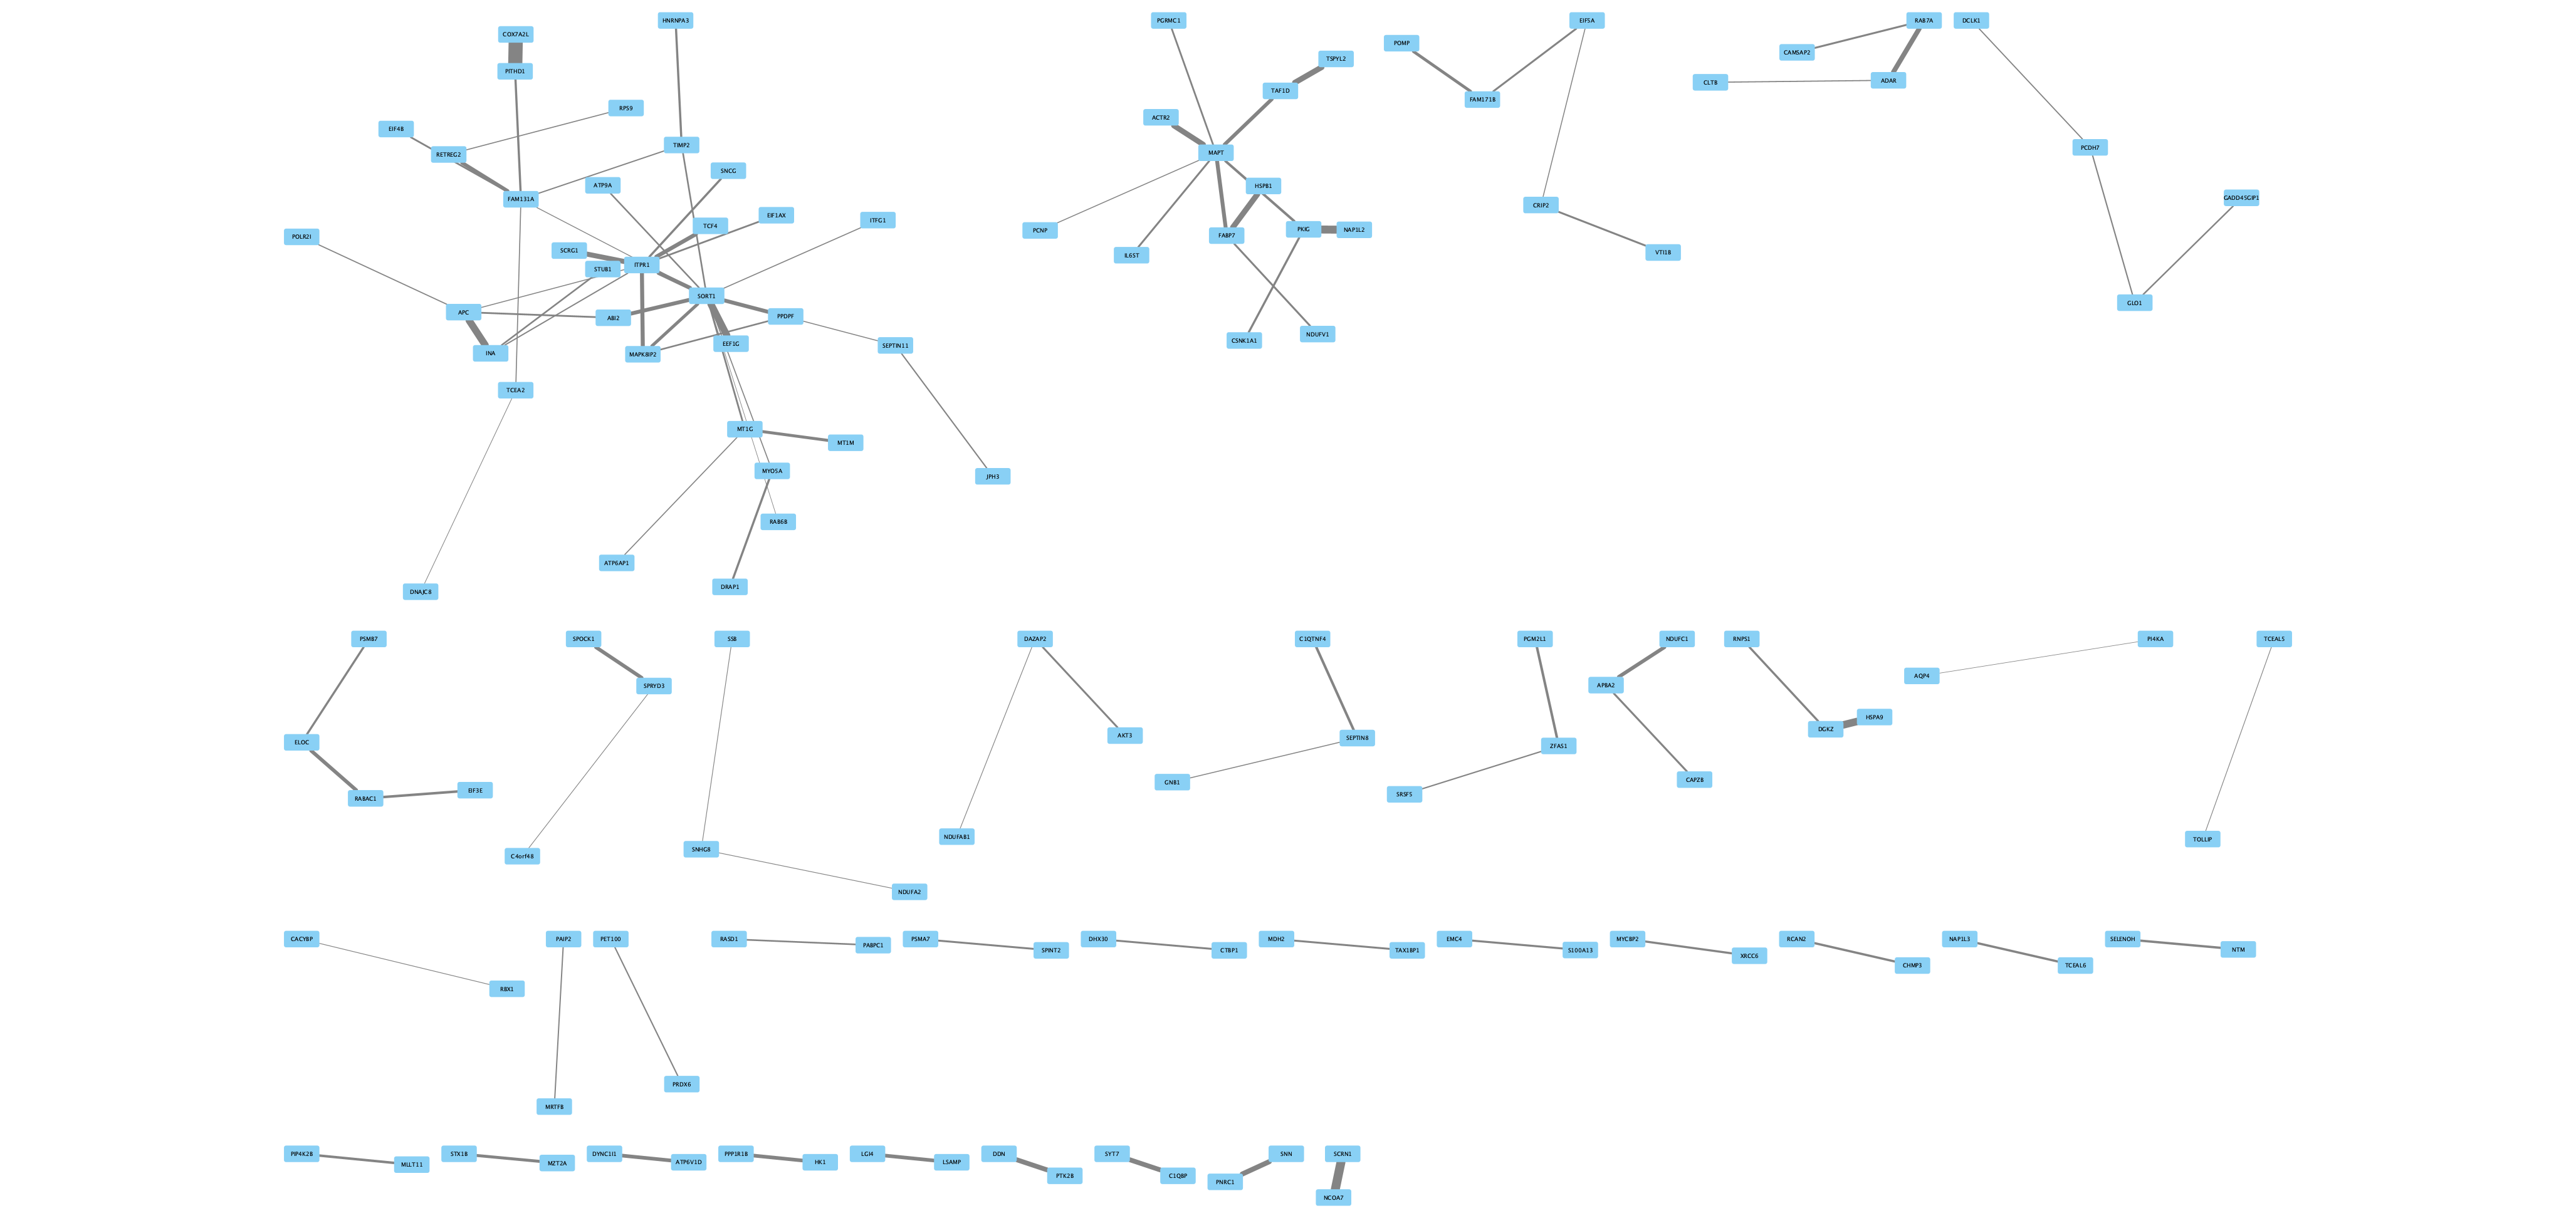 COX7A2L
PITHD1
HNRNPA3
RPS9
EIF4B
RETREG2
TIMP2
SNCG
ATP9A
FAM131A
TCF4
EIF1AX
ITFG1
POLR2I
SCRG1
STUB1
ITPR1
SORT1
APC
ABI2
PPDPF
INA
MAPK8IP2
EEF1G
SEPTIN11
TCEA2
MT1G
MT1M
MYO5A
JPH3
RAB6B
ATP6AP1
DRAP1
DNAJC8
PGRMC1
TSPYL2
TAF1D
ACTR2
MAPT
HSPB1
PCNP
FABP7
PKIG
NAP1L2
IL6ST
CSNK1A1
NDUFV1
EIF5A
POMP
FAM171B
CRIP2
VTI1B
RAB7A
CAMSAP2
CLTB
ADAR
DCLK1
PCDH7
GADD45GIP1
GLO1
PSMB7
ELOC
RABAC1
EIF3E
SPOCK1
SPRYD3
C4orf48
SSB
SNHG8
NDUFA2
DAZAP2
AKT3
NDUFAB1
C1QTNF4
SEPTIN8
GNB1
PGM2L1
ZFAS1
SRSF5
NDUFC1
APBA2
CAPZB
RNPS1
DGKZ
HSPA9
PI4KA
AQP4
TCEAL5
TOLLIP
CACYBP
RBX1
PAIP2
MRTFB
PET100
PRDX6
RASD1
PABPC1
PSMA7
SPINT2
DHX30
CTBP1
MDH2
TAX1BP1
EMC4
S100A13
MYCBP2
XRCC6
RCAN2
CHMP3
NAP1L3
TCEAL6
SELENOH
NTM
PIP4K2B
MLLT11
STX1B
MZT2A
DYNC1I1
ATP6V1D
PPP1R1B
HK1
LGI4
LSAMP
DDN
PTK2B
SYT7
C1QBP
SNN
PNRC1
SCRN1
NCOA7